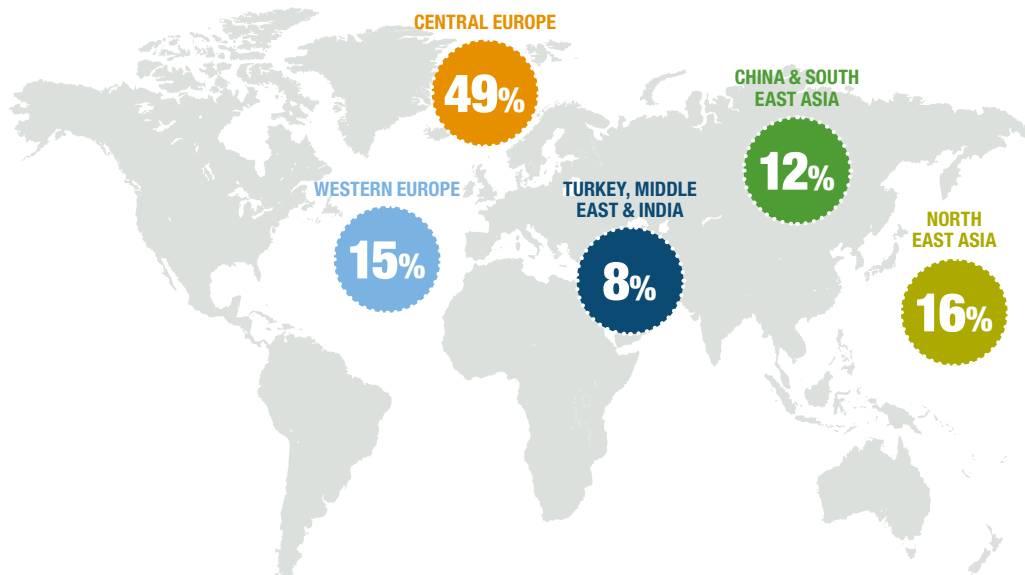 CENTRAL EUROPE
49%
CHINA & SOUTH
EAST ASIA
12%
WESTERN EUROPE
15%
TURKEY, MIDDLE
EAST & INDIA
8%
NORTH
EAST ASIA
16%